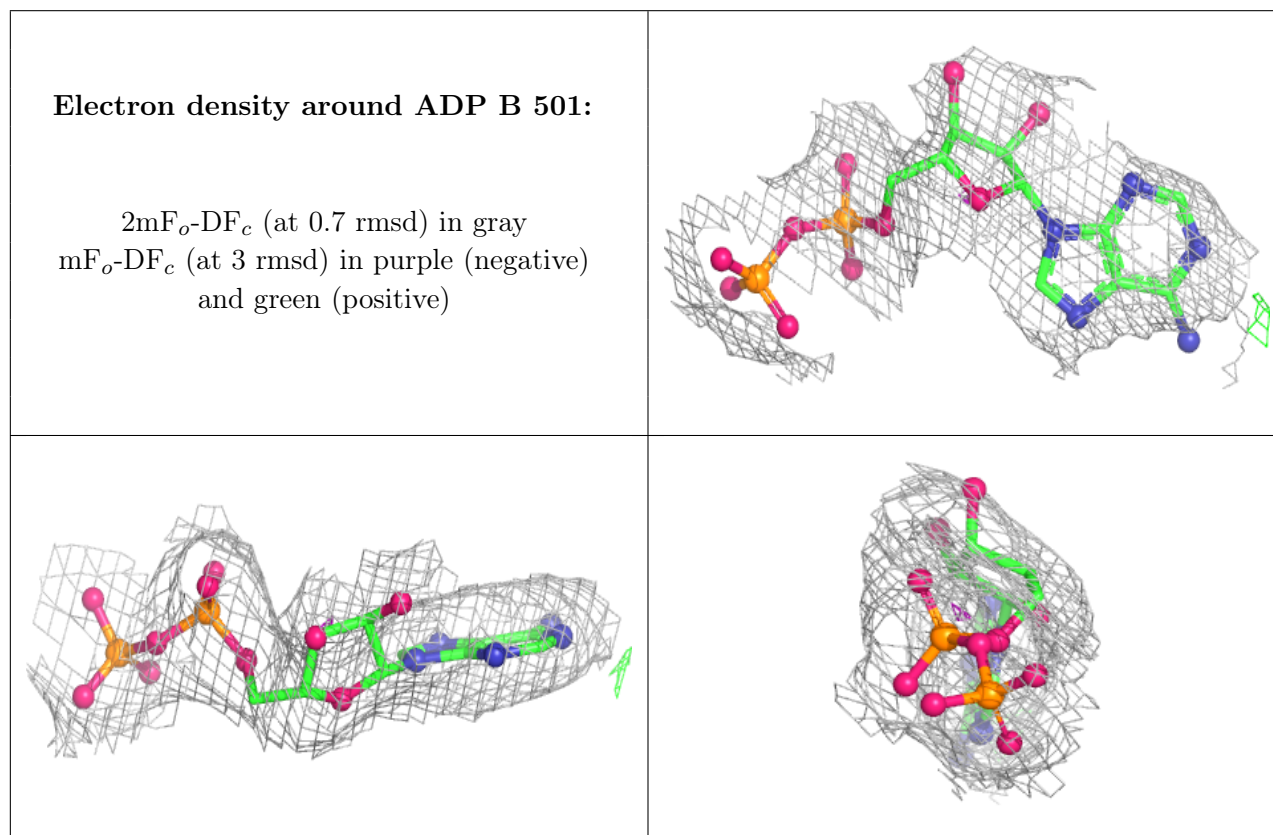 Electron density around ADP B 501:
2mFo-DFc (at 0.7 rmsd) in gray
mFo-DFc (at 3 rmsd) in purple (negative)
and green (positive)